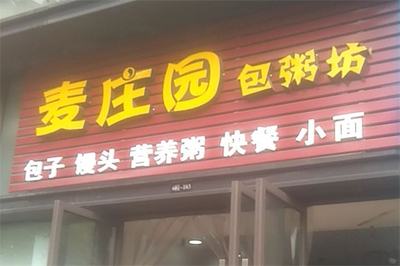 麦庄园 包粥坊
包子 馒头 营养粥 快餐 小面